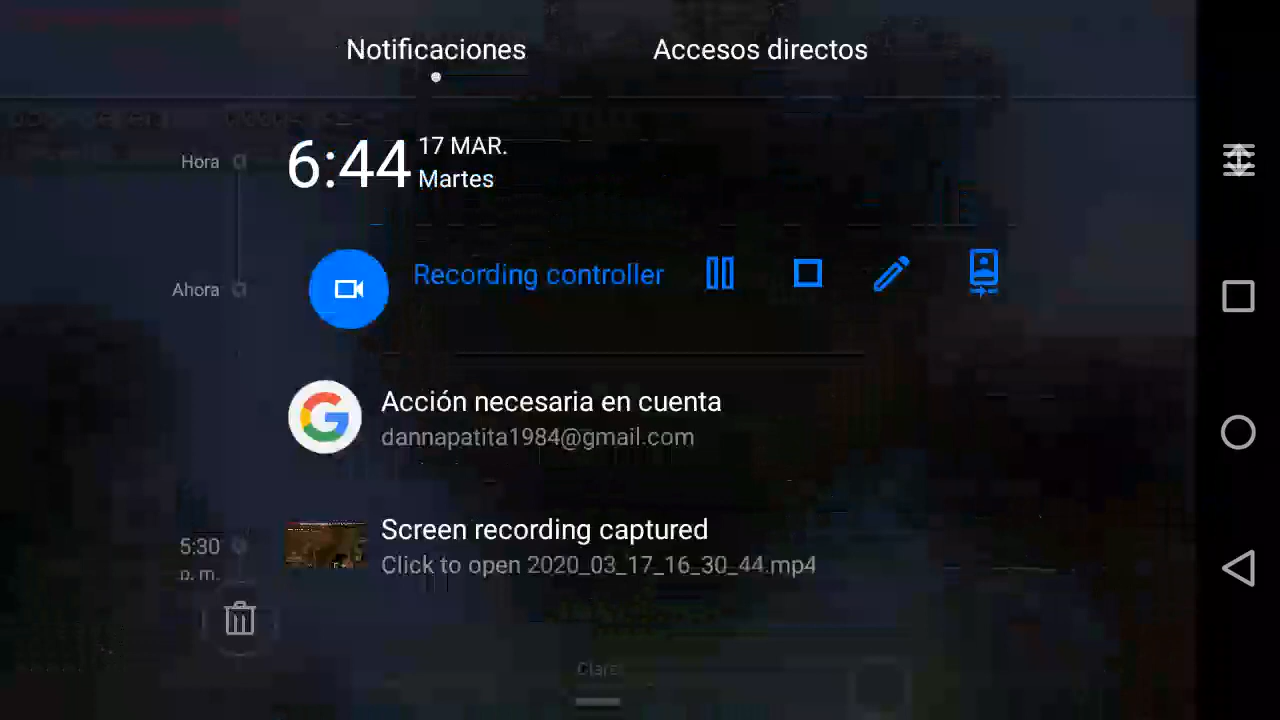 Notificaciones
Accesos directos
Hora
6:44
17 MAR.
Martes
Ahora
Recording controller
Acción necesaria en cuenta
dannapatita1984@gmail.com
Screen recording captured
5:30
p. m.
Click to open 2020_03_17_16_30_44.mp4
Claro